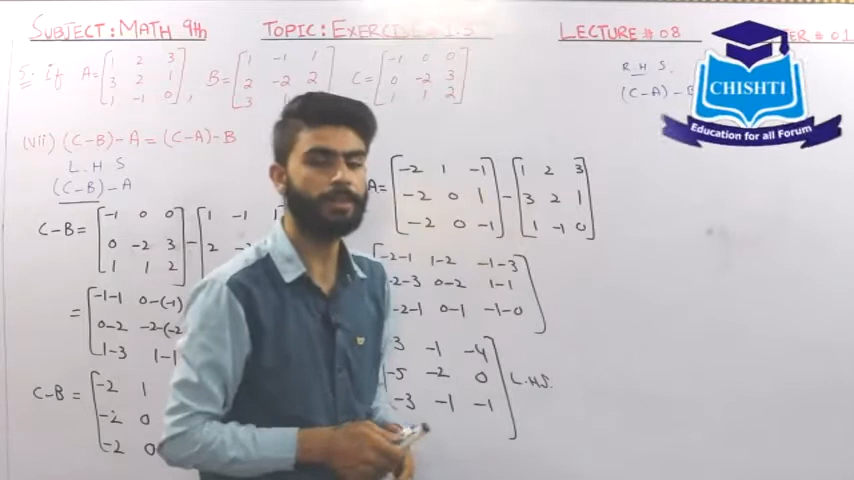 SUBJECT: MATH 9th TOPIC: EXERCISE 1.3 LECTURE # 08 # 01
CHISHTI
Education for all Forum
5. if A= [1 2 3 B= [1 -1 1 C= [-1 0 0
3 2 1 2 -2 2 0 -2 3
1 -1 0], 3 1 1 2]
R H S.
(C-A) - B
(vii) (C-B)-A = (C-A)-B
L. H S
(C-B) - A
C-B = [-1 0 0 - [1 -1 1
0 -2 3 2
1 1 2]
= [-1-1 0-(-1)
0-2 -2-(-2
1-3 1-1
C-B = [-2 1
-2 0
-2 0
A= [-2 1 -1 - [1 2 3
-2 0 1 3 2 1
-2 0 -1] 1 -1 0]
-2-1 1-2 -1-3
-2-3 0-2 1-1
-2-1 0-1 -1-0]
3 -1 -4
-5 -2 0 L.H.S.
-3 -1 -1]